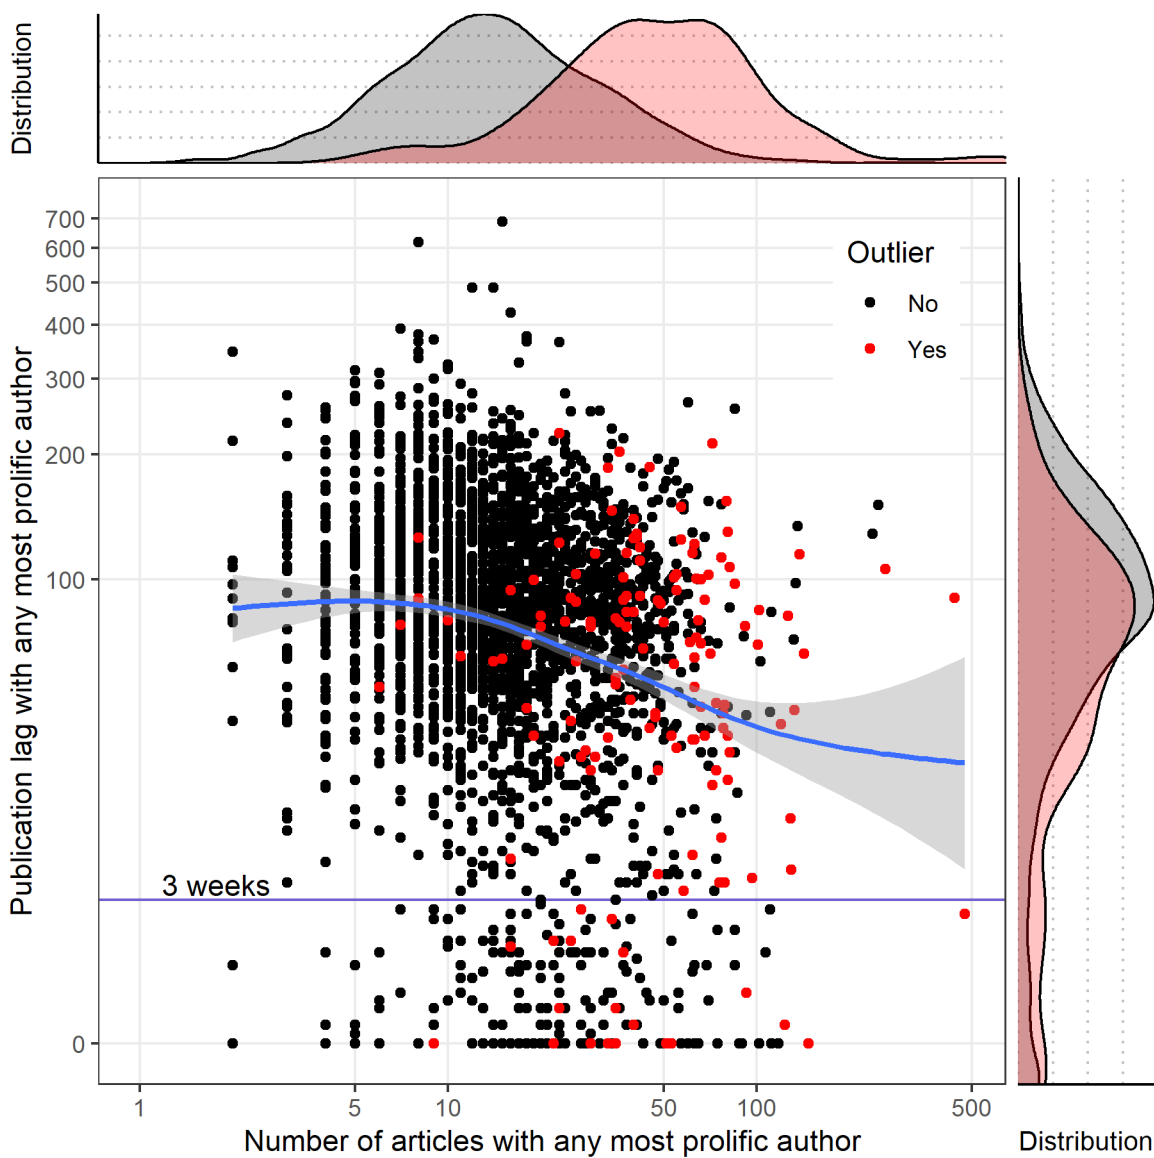 Distribution
700
600
500
400
300
200
100
0
Publication lag with any most prolific author
Outlier
No
Yes
3 weeks
1
5
10
50
100
500
Number of articles with any most prolific author
Distribution